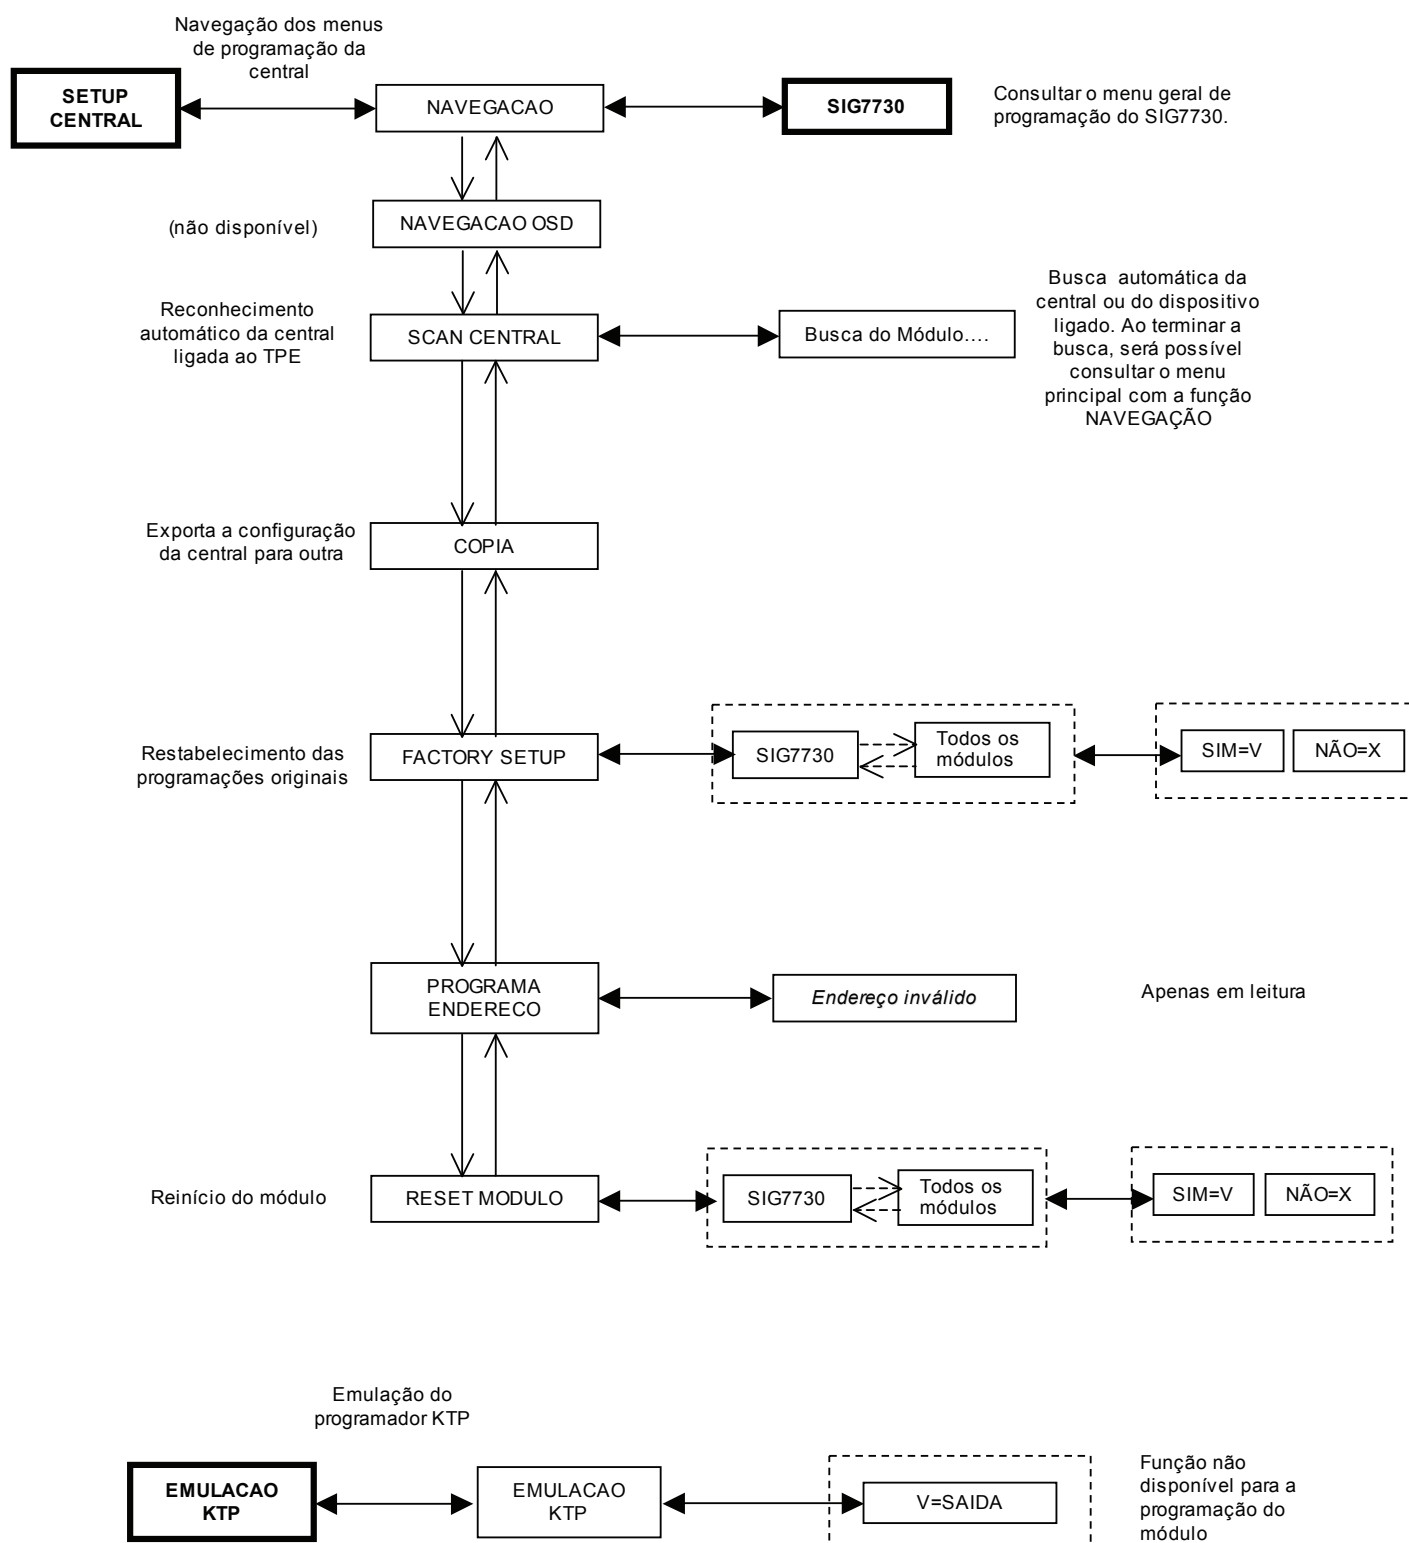 Navegação dos menus
de programação da
central
SETUP
CENTRAL
NAVEGACAO
SIG7730
Consultar o menu geral de
programação do SIG7730.
(não disponível)
NAVEGACAO OSD
Reconhecimento
automático da central
ligada ao TPE
SCAN CENTRAL
Busca do Módulo….
Busca automática da
central ou do dispositivo
ligado. Ao terminar a
busca, será possível
consultar o menu
principal com a função
NAVEGAÇÃO
Exporta a configuração
da central para outra
COPIA
Restabelecimento das
programações originais
FACTORY SETUP
SIG7730
Todos os
módulos
SIM=V
NÃO=X
PROGRAMA
ENDERECO
Endereço inválido
Apenas em leitura
Reinício do módulo
RESET MODULO
SIG7730
Todos os
módulos
SIM=V
NÃO=X
Emulação do
programador KTP
EMULACAO
KTP
EMULACAO
KTP
V=SAIDA
Função não
disponível para a
programação do
módulo